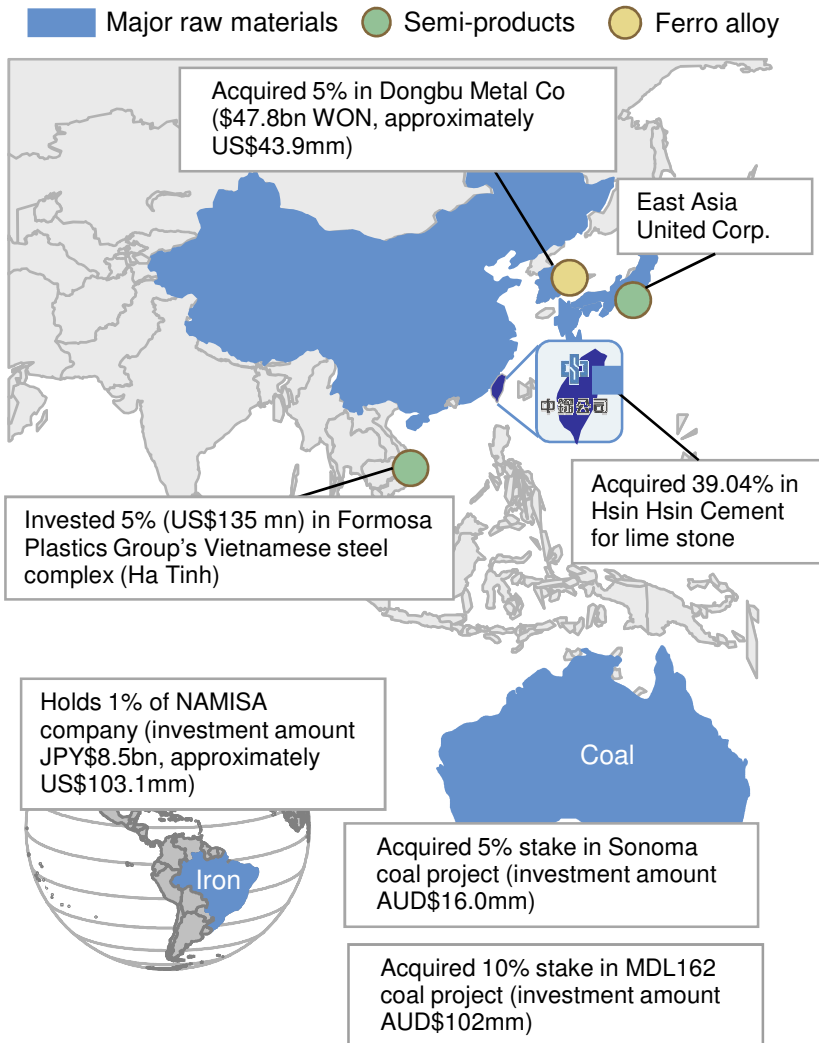 Major raw materials
Semi-products
Ferro alloy
Acquired 5% in Dongbu Metal Co
($47.8bn WON, approximately
US$43.9mm)
East Asia
United Corp.
中鋼公司
Acquired 39.04% in
Hsin Hsin Cement
for lime stone
Invested 5% (US$135 mn) in Formosa
Plastics Group’s Vietnamese steel
complex (Ha Tinh)
Holds 1% of NAMISA
company (investment amount
JPY$8.5bn, approximately
US$103.1mm)
Coal
Iron
Acquired 5% stake in Sonoma
coal project (investment amount
AUD$16.0mm)
Acquired 10% stake in MDL162
coal project (investment amount
AUD$102mm)